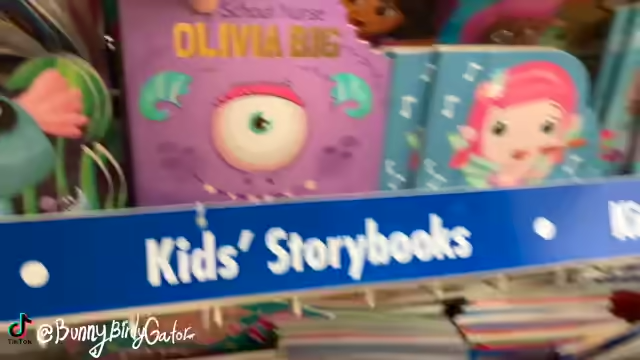 School Nurse
OLIVIA BIG
Kids' Storybooks
TikTok
@BunnyBirdyGator